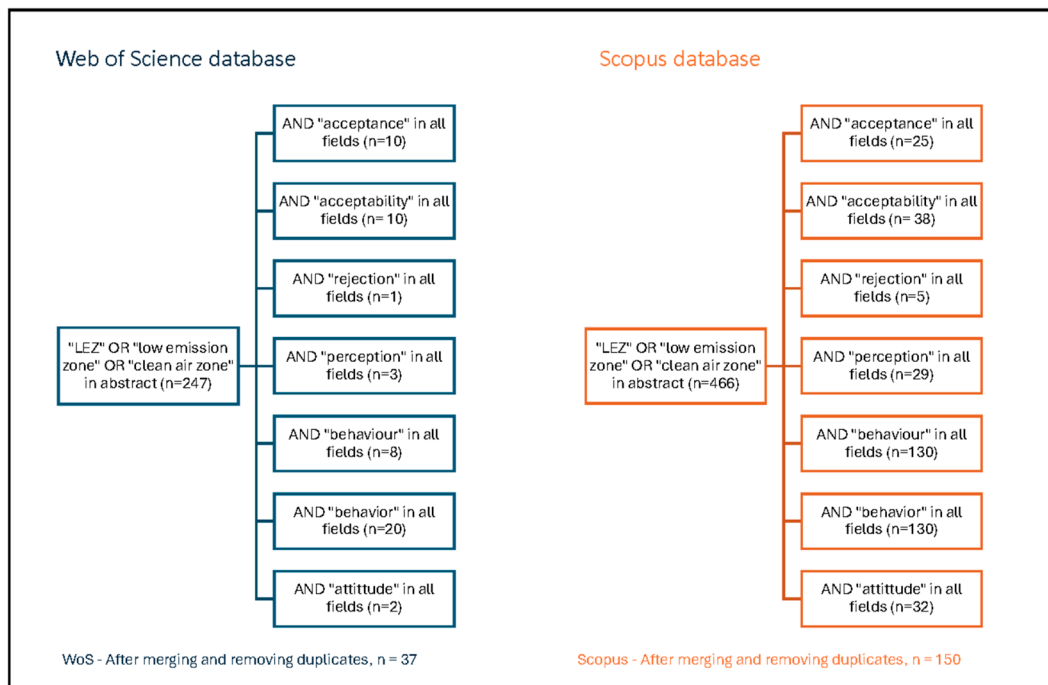 Web of Science database
AND "acceptance" in all
fields (n=10)
AND "acceptability" in all
fields (n= 10)
AND "rejection" in all
fields (n=1)
"LEZ" OR "low emission
zone" OR "clean air zone"
in abstract (n=247)
AND "perception" in all
fields (n=3)
AND "behaviour" in all
fields (n=8)
AND "behavior" in all
fields (n=20)
AND "attittude" in all
fields (n=2)
WoS - After merging and removing duplicates, n = 37
Scopus database
AND "acceptance" in all
fields (n=25)
AND "acceptability" in all
fields (n= 38)
AND "rejection" in all
fields (n=5)
"LEZ" OR "low emission
zone" OR "clean air zone"
in abstract (n=466)
AND "perception" in all
fields (n=29)
AND "behaviour" in all
fields (n=130)
AND "behavior" in all
fields (n=130)
AND "attitude" in all
fields (n=32)
Scopus - After merging and removing duplicates, n = 150